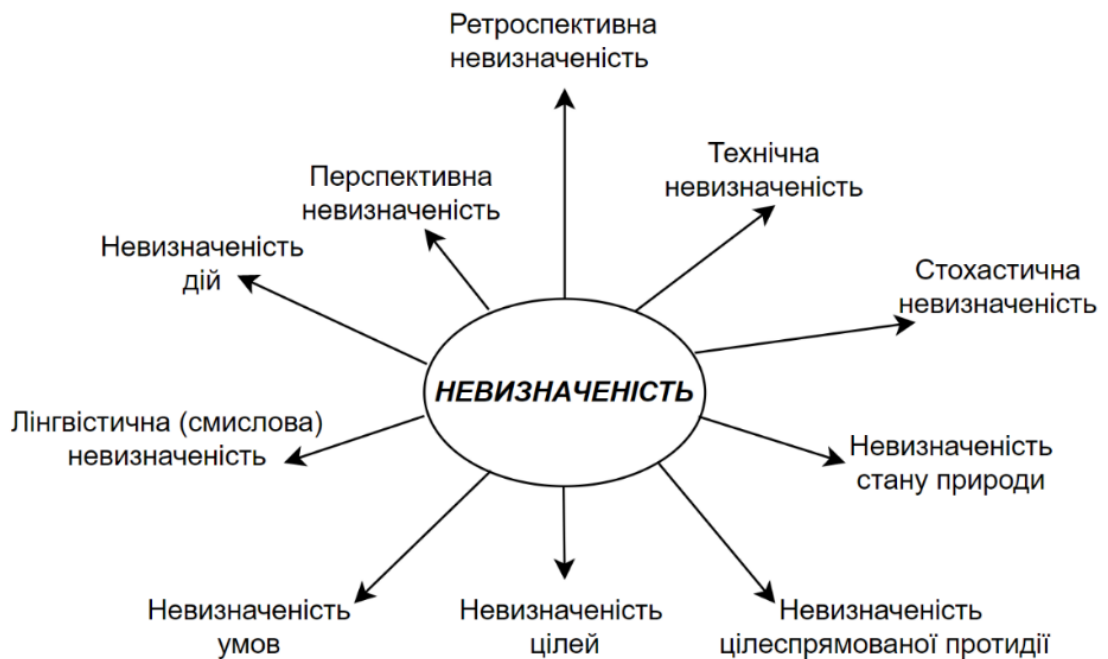 Ретроспективна
невизначеність
Технічна
невизначеність
Перспективна
невизначеність
Невизначеність
дій
Стохастична
невизначеність
НЕВИЗНАЧЕНІСТЬ
Лінгвістична (смислова)
невизначеність
Невизначеність
стану природи
Невизначеність
умов
Невизначеність
цілей
Невизначеність
цілеспрямованої протидії